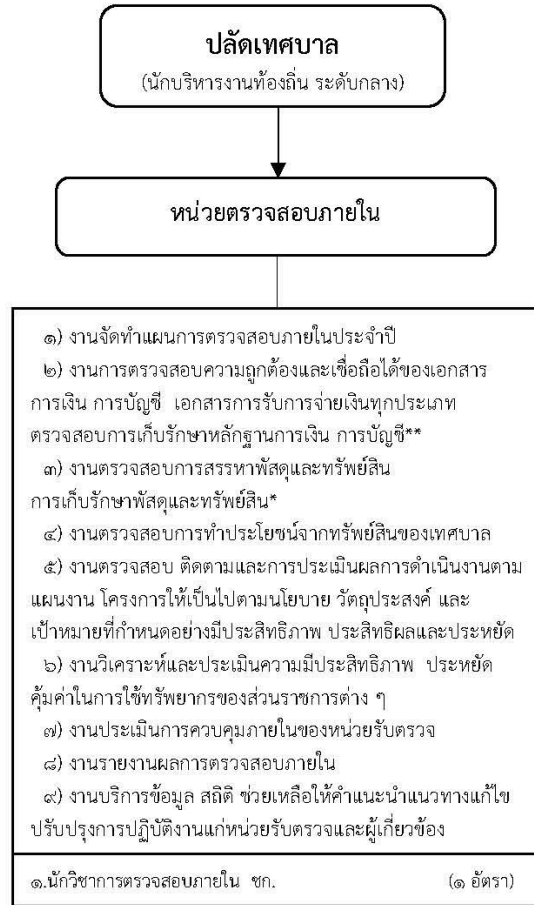 ปลัดเทศบาล
(นักบริหารงานท้องถิ่น ระดับกลาง)
หน่วยตรวจสอบภายใน
๑) งานจัดทำแผนการตรวจสอบภายในประจำปี
๒) งานการตรวจสอบความถูกต้องและเชื่อถือได้ของเอกสาร
การเงิน การบัญชี เอกสารการรับการจ่ายเงินทุกประเภท
ตรวจสอบการเก็บรักษาหลักฐานการเงิน การบัญชี**
๓) งานตรวจสอบการสรรหาพัสดุและทรัพย์สิน
การเก็บรักษาพัสดุและทรัพย์สิน*
๔) งานตรวจสอบการทำประโยชน์จากทรัพย์สินของเทศบาล
๕) งานตรวจสอบ ติดตามและการประเมินผลการดำเนินงานตาม
แผนงาน โครงการให้เป็นไปตามนโยบาย วัตถุประสงค์ และ
เป้าหมายที่กำหนดอย่างมีประสิทธิภาพ ประสิทธิผลและประหยัด
๖) งานวิเคราะห์และประเมินความมีประสิทธิภาพ ประหยัด
คุ้มค่าในการใช้ทรัพยากรของส่วนราชการต่าง ๆ
๗) งานประเมินการควบคุมภายในของหน่วยรับตรวจ
๘) งานรายงานผลการตรวจสอบภายใน
๙) งานบริการข้อมูล สถิติ ช่วยเหลือให้คำแนะนำแนวทางแก้ไข
ปรับปรุงการปฏิบัติงานแก่หน่วยรับตรวจและผู้เกี่ยวข้อง
๑.นักวิชาการตรวจสอบภายใน ชก. (๑ อัตรา)